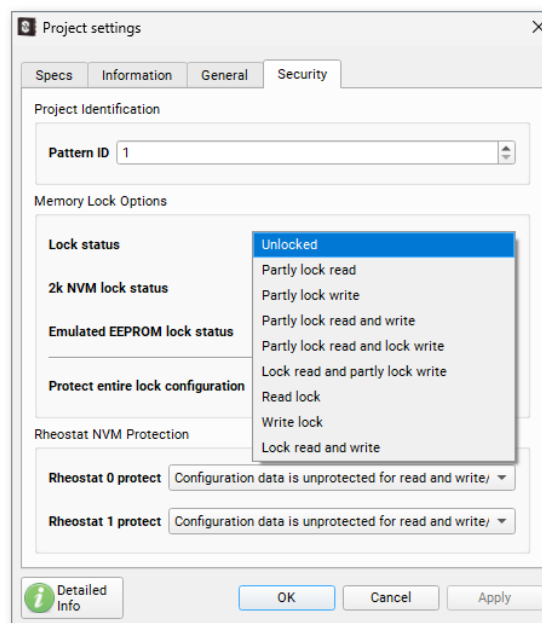 Project settings
Specs Information General Security
Project Identification
Pattern ID 1
Memory Lock Options
Lock status
Unlocked
Partly lock read
2k NVM lock status
Partly lock write
Partly lock read and write
Emulated EEPROM lock status
Partly lock read and lock write
Lock read and partly lock write
Protect entire lock configuration
Read lock
Write lock
Rheostat NVM Protection
Lock read and write
Rheostat 0 protect Configuration data is unprotected for read and write/
Rheostat 1 protect Configuration data is unprotected for read and write/
Detailed
Info
OK Cancel Apply